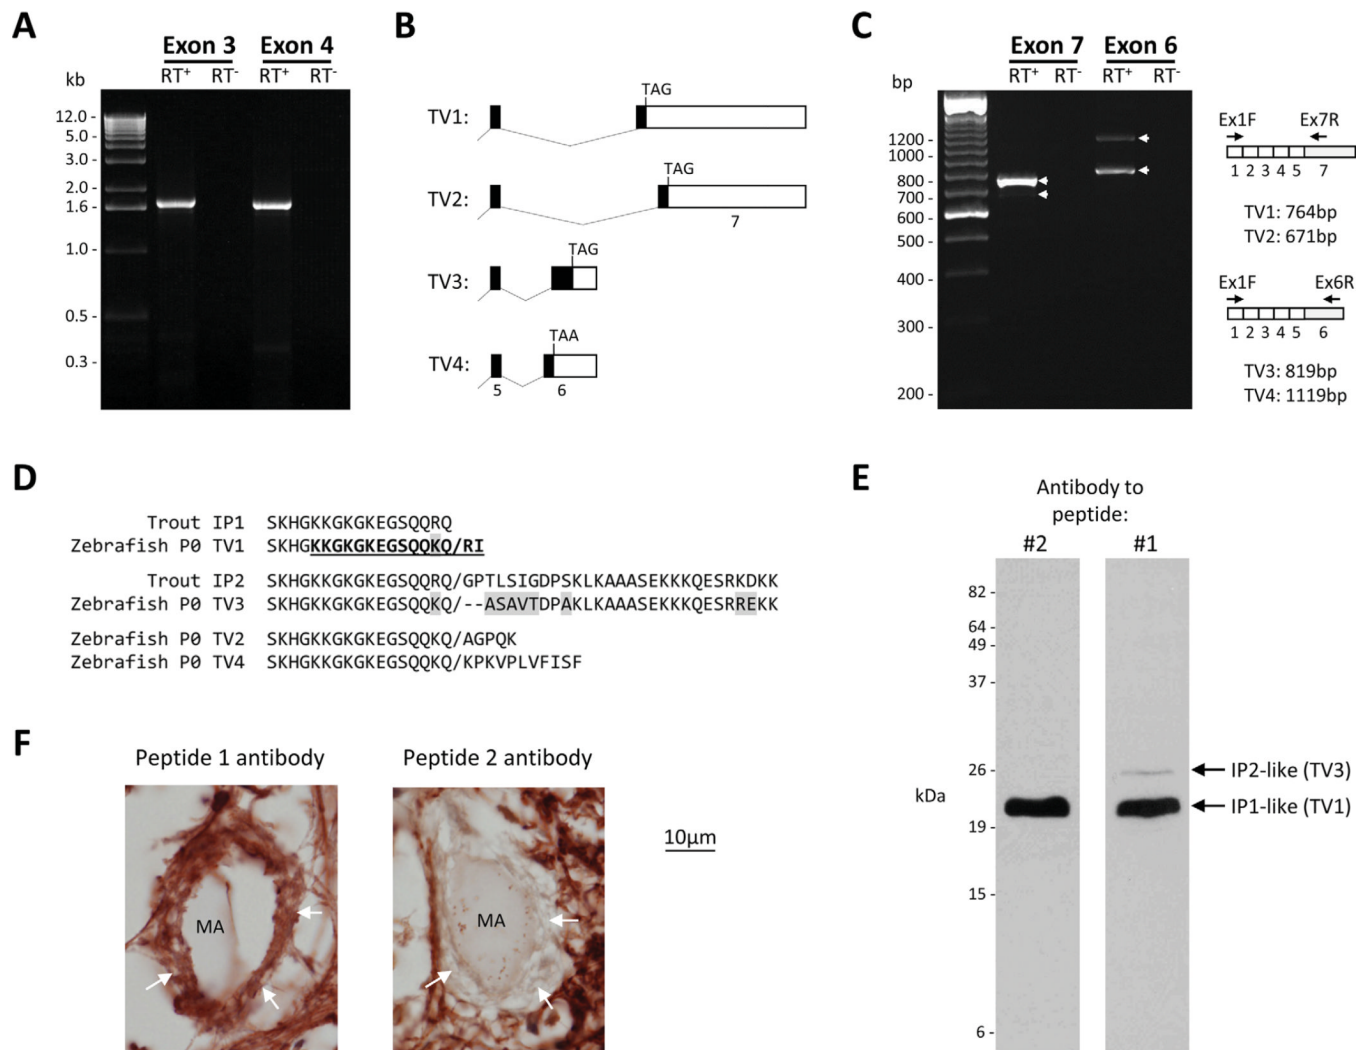 A
Exon 3 Exon 4
RT+ RT- RT+ RT-
kb
12.0 -
5.0 -
3.0 -
2.0 -
1.6 -
1.0 -
0.5 -
0.3 -
B
TAG
TV1:
TAG
TV2:
7
TAG
TV3:
TAA
TV4:
5 6
C
Exon 7 Exon 6
RT+ RT- RT+ RT-
bp
1200 -
1000 -
800 -
700 -
600 -
500 -
400 -
300 -
200 -
Ex1F Ex7R
1 2 3 4 5 7
TV1: 764bp
TV2: 671bp
Ex1F Ex6R
1 2 3 4 5 6
TV3: 819bp
TV4: 1119bp
D
Trout IP1 SKHGKKGKGKEGSQQRQ
Zebrafish P0 TV1 SKHGKKGKGKEGSQQKQ/RI
Trout IP2 SKHGKKGKGKEGSQQRQ/GPTLSIGDPSKLKAAASEKKKQESRKDKK
Zebrafish P0 TV3 SKHGKKGKGKEGSQQKQ/--ASAVTDPAKLKAAASEKKKQESRREKK
Zebrafish P0 TV2 SKHGKKGKGKEGSQQKQ/AGPQK
Zebrafish P0 TV4 SKHGKKGKGKEGSQQKQ/KPKVPLVFISF
E
Antibody to
peptide:
#2 #1
82 -
64 -
49 -
37 -
26 -
19 -
15 -
6 -
kDa
IP2-like (TV3)
IP1-like (TV1)
F
Peptide 1 antibody Peptide 2 antibody
MA MA
10μm